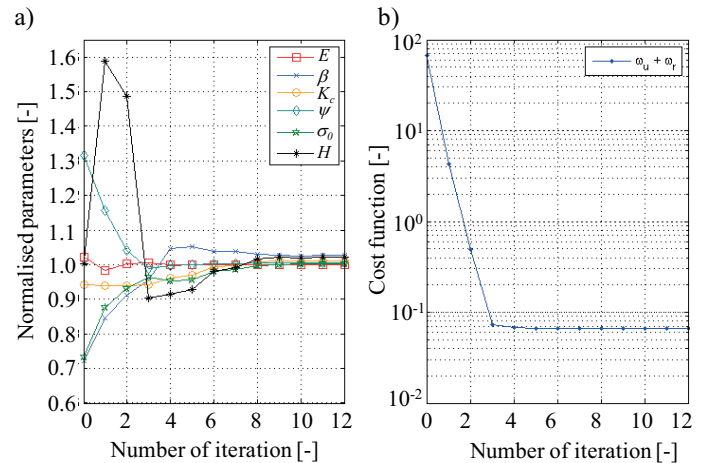 a)
Normalised parameters [-]
1.6
1.5
1.4
1.3
1.2
1.1
1.0
0.9
0.8
0.7
0.6
E
β
K_c
ψ
σ_0
H
0 2 4 6 8 10 12
Number of iteration [-]
b)
Cost function [-]
10^2
10^1
10^0
10^-1
10^-2
ω_u + ω_r
0 2 4 6 8 10 12
Number of iteration [-]